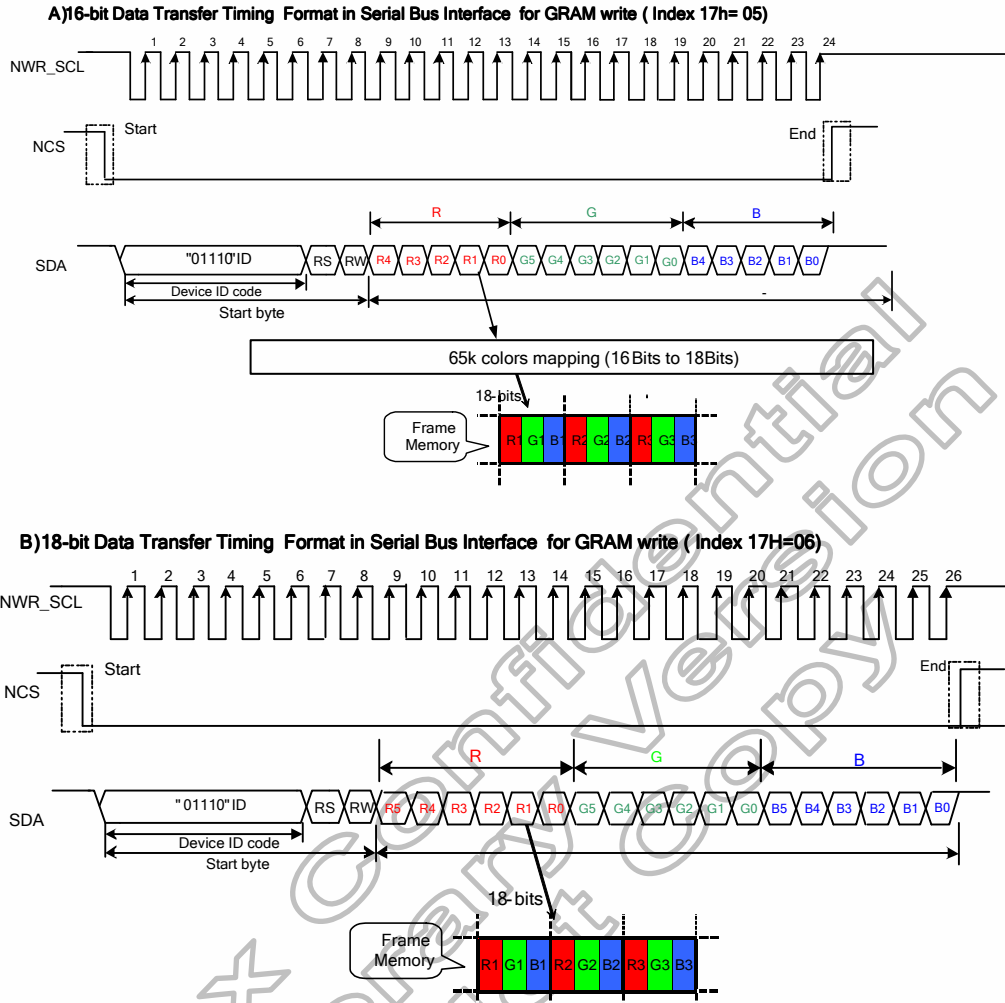 A)16-bit Data Transfer Timing Format in Serial Bus Interface for GRAM write ( Index 17h= 05)
1 2 3 4 5 6 7 8 9 10 11 12 13 14 15 16 17 18 19 20 21 22 23 24
NWR_SCL
Start
End
NCS
R G B
SDA
"01110"ID RS RW R4 R3 R2 R1 R0 G5 G4 G3 G2 G1 G0 B4 B3 B2 B1 B0
Device ID code
-
Start byte
65k colors mapping (16 Bits to 18Bits)
18-bits
Frame
Memory
R1 G1 B1 R2 G2 B2 R3 G3 B3
B)18-bit Data Transfer Timing Format in Serial Bus Interface for GRAM write ( Index 17H=06)
1 2 3 4 5 6 7 8 9 10 11 12 13 14 15 16 17 18 19 20 21 22 23 24 25 26
NWR_SCL
Start
End
NCS
R G B
SDA
"01110" ID RS RW R5 R4 R3 R2 R1 R0 G5 G4 G3 G2 G1 G0 B5 B4 B3 B2 B1 B0
Device ID code
Start byte
18-bits
Frame
Memory
R1 G1 B1 R2 G2 B2 R3 G3 B3
Confidential
Version
Copy